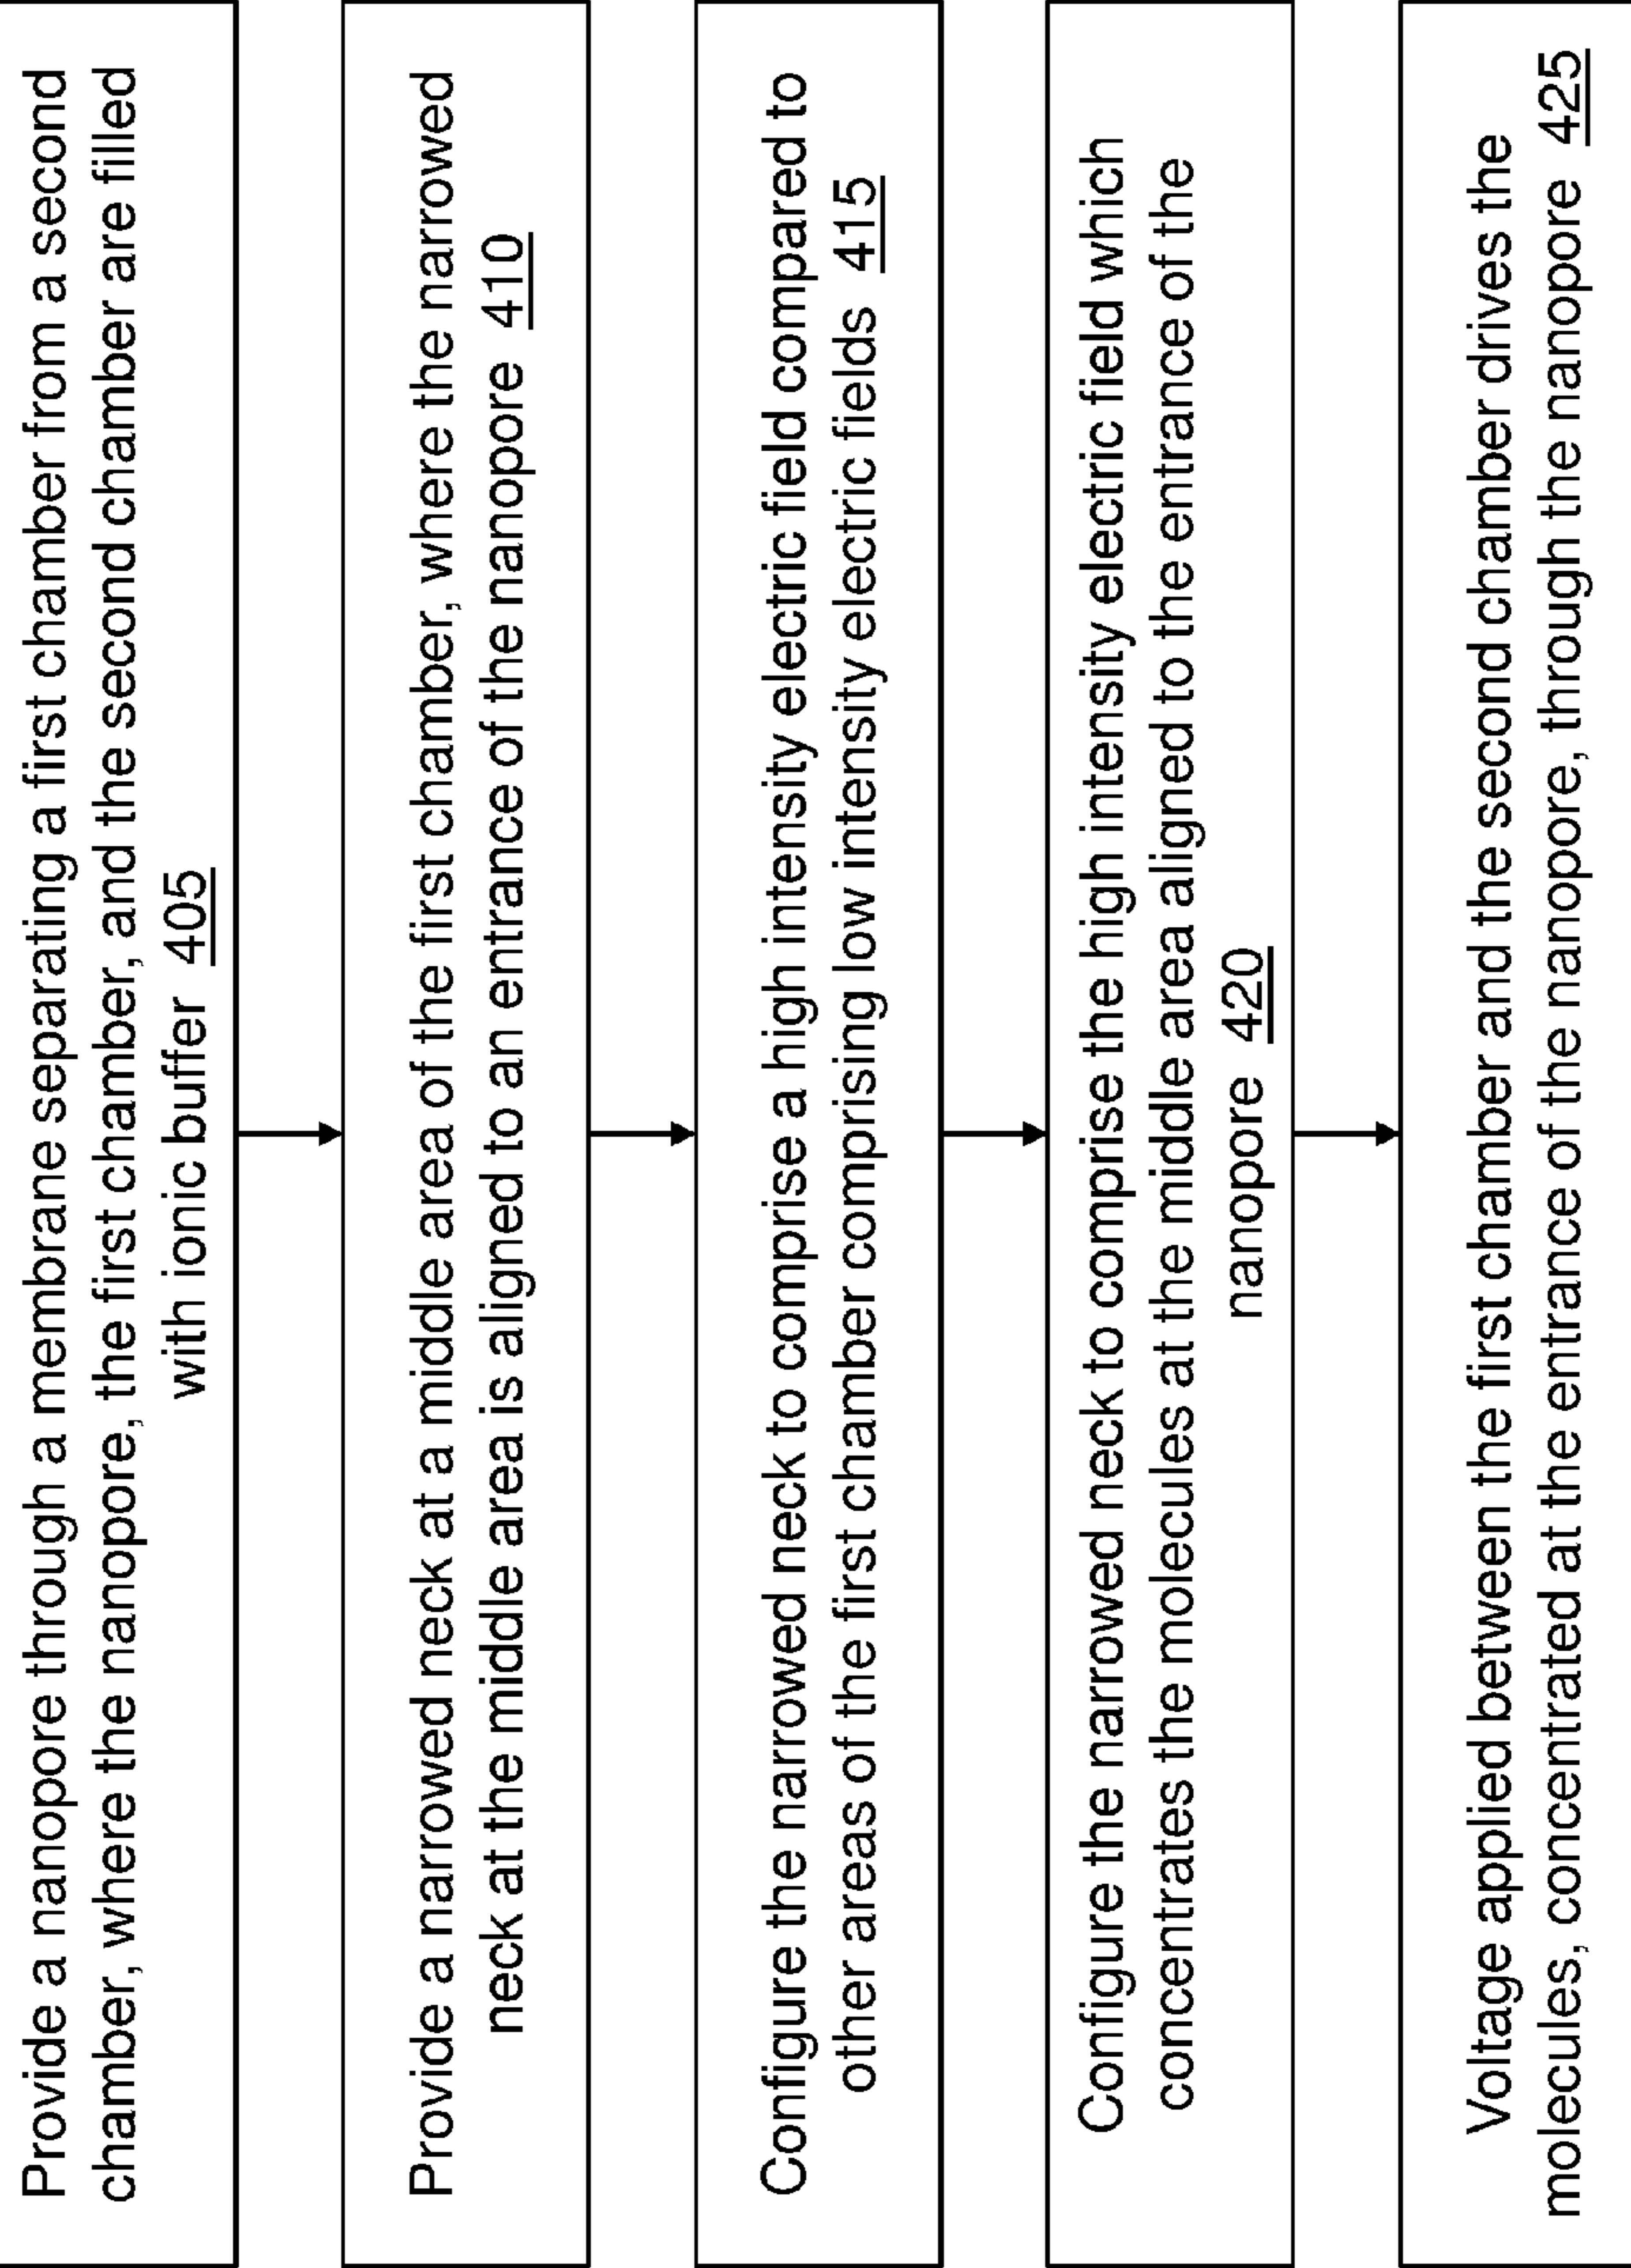 Provide a nanopore through a membrane separating a first chamber from a second
chamber, where the nanopore, the first chamber, and the second chamber are filled
with ionic buffer 405
Provide a narrowed neck at a middle area of the first chamber, where the narrowed
neck at the middle area is aligned to an entrance of the nanopore 410
Configure the narrowed neck to comprise a high intensity electric field compared to
other areas of the first chamber comprising low intensity electric fields 415
Configure the narrowed neck to comprise the high intensity electric field which
concentrates the molecules at the middle area aligned to the entrance of the
nanopore 420
Voltage applied between the first chamber and the second chamber drives the
molecules, concentrated at the entrance of the nanopore, through the nanopore 425